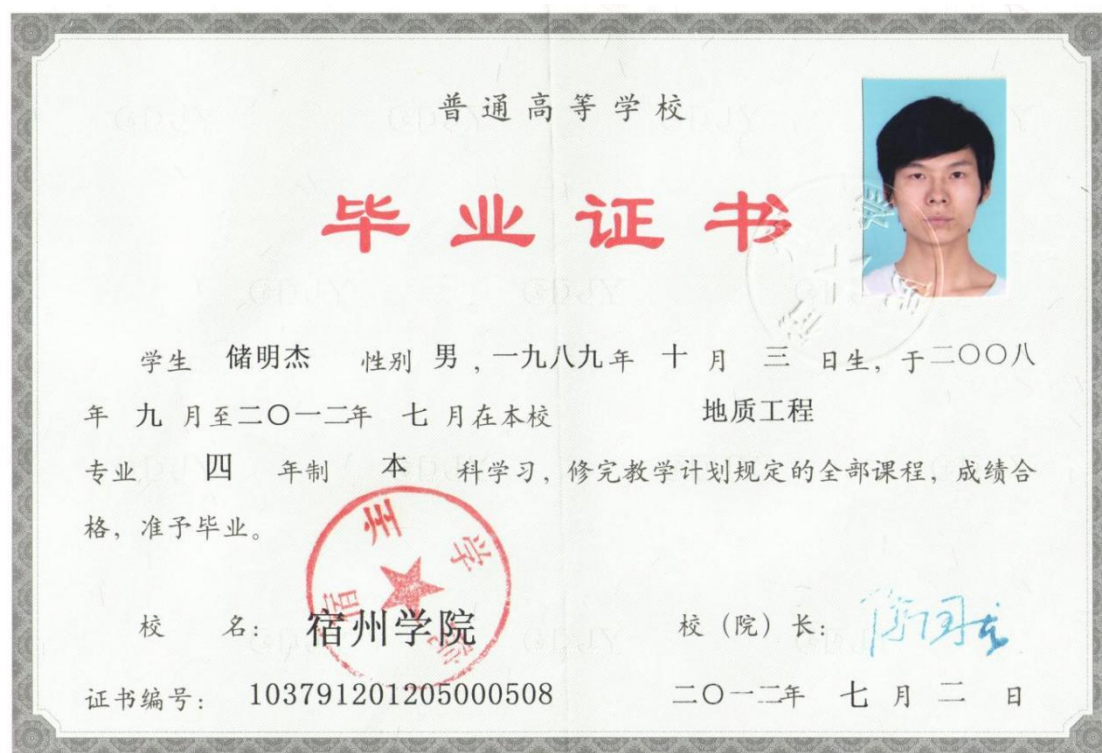 普通高等学校
毕业证书
学生 储明杰 性别 男，一九八九年 十 月 三 日生，于二〇〇八
年 九 月至二〇一二年 七 月在本校 地质工程
专业 四 年制 本 科学习，修完教学计划规定的全部课程，成绩合
格，准予毕业。
宿州学院
校 名：宿州学院 校（院）长：
证书编号：103791201205000508 二〇一二年 七 月 二 日